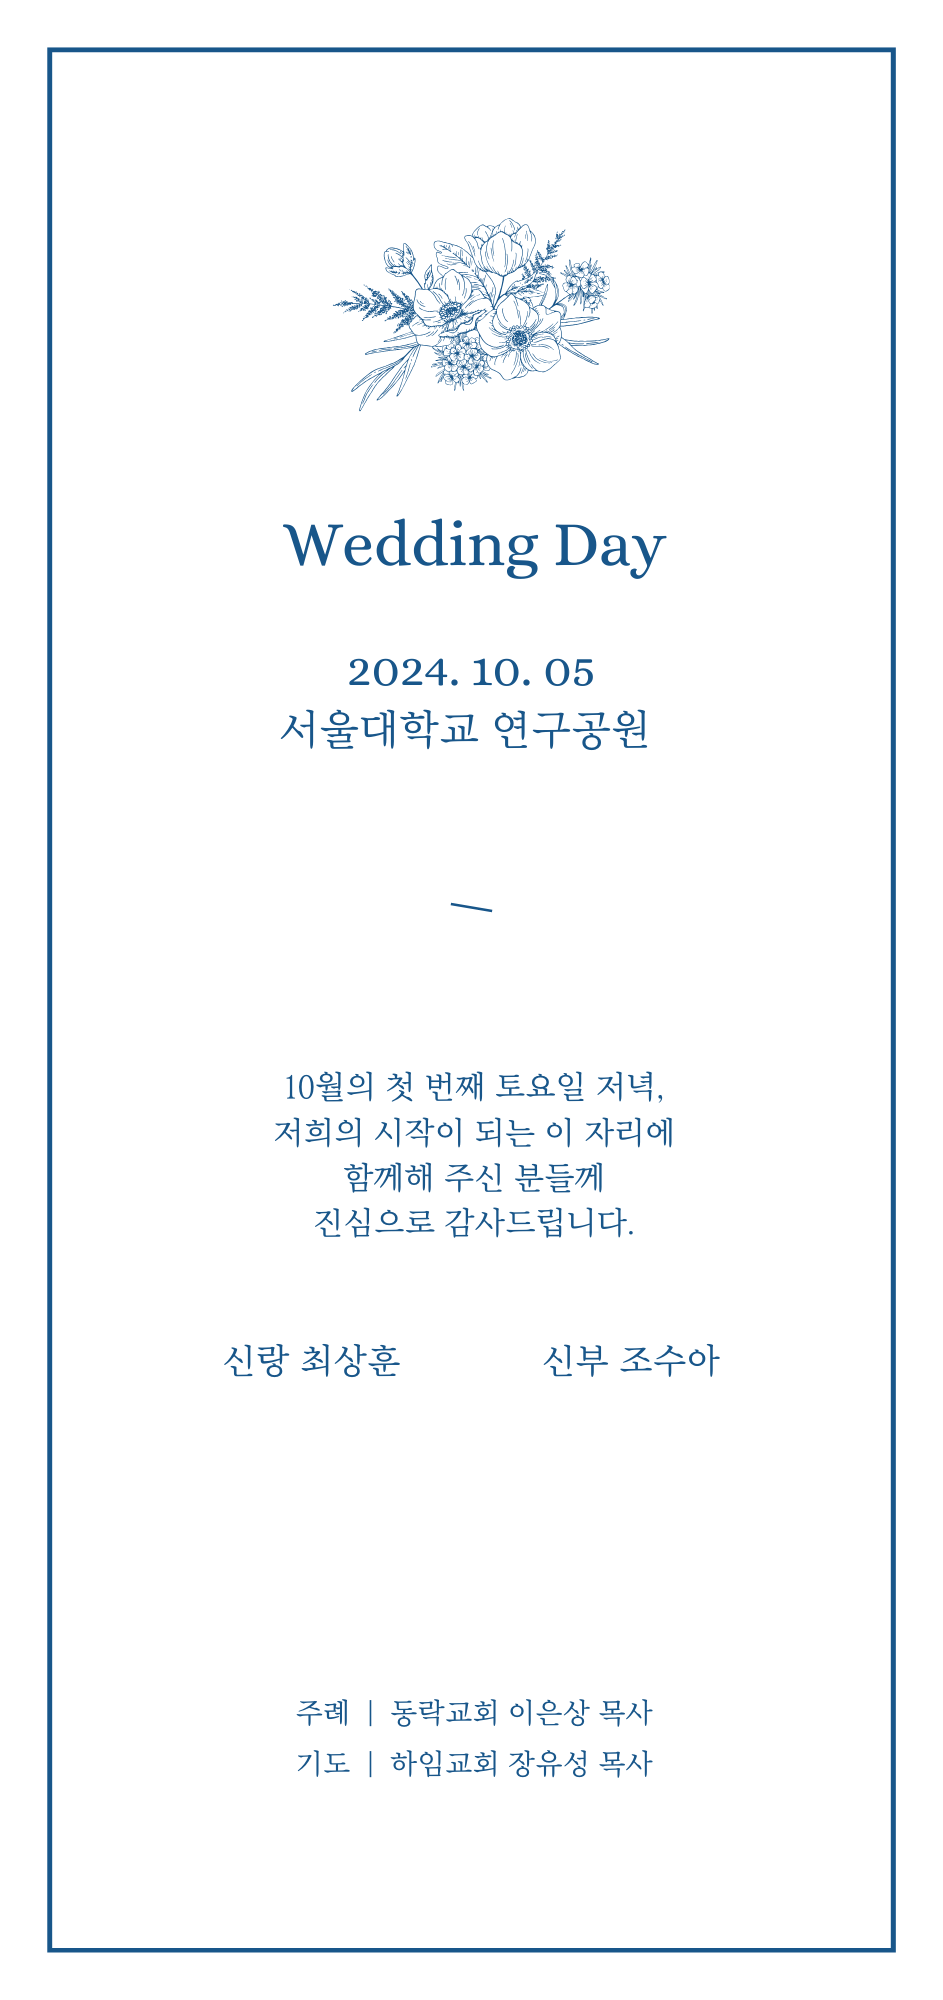 Wedding Day
2024. 10. 05
서울대학교 연구공원
10월의 첫 번째 토요일 저녁,
저희의 시작이 되는 이 자리에
함께해 주신 분들께
진심으로 감사드립니다.
신랑 최상훈 신부 조수아
주례 | 동락교회 이은상 목사
기도 | 하임교회 장유성 목사